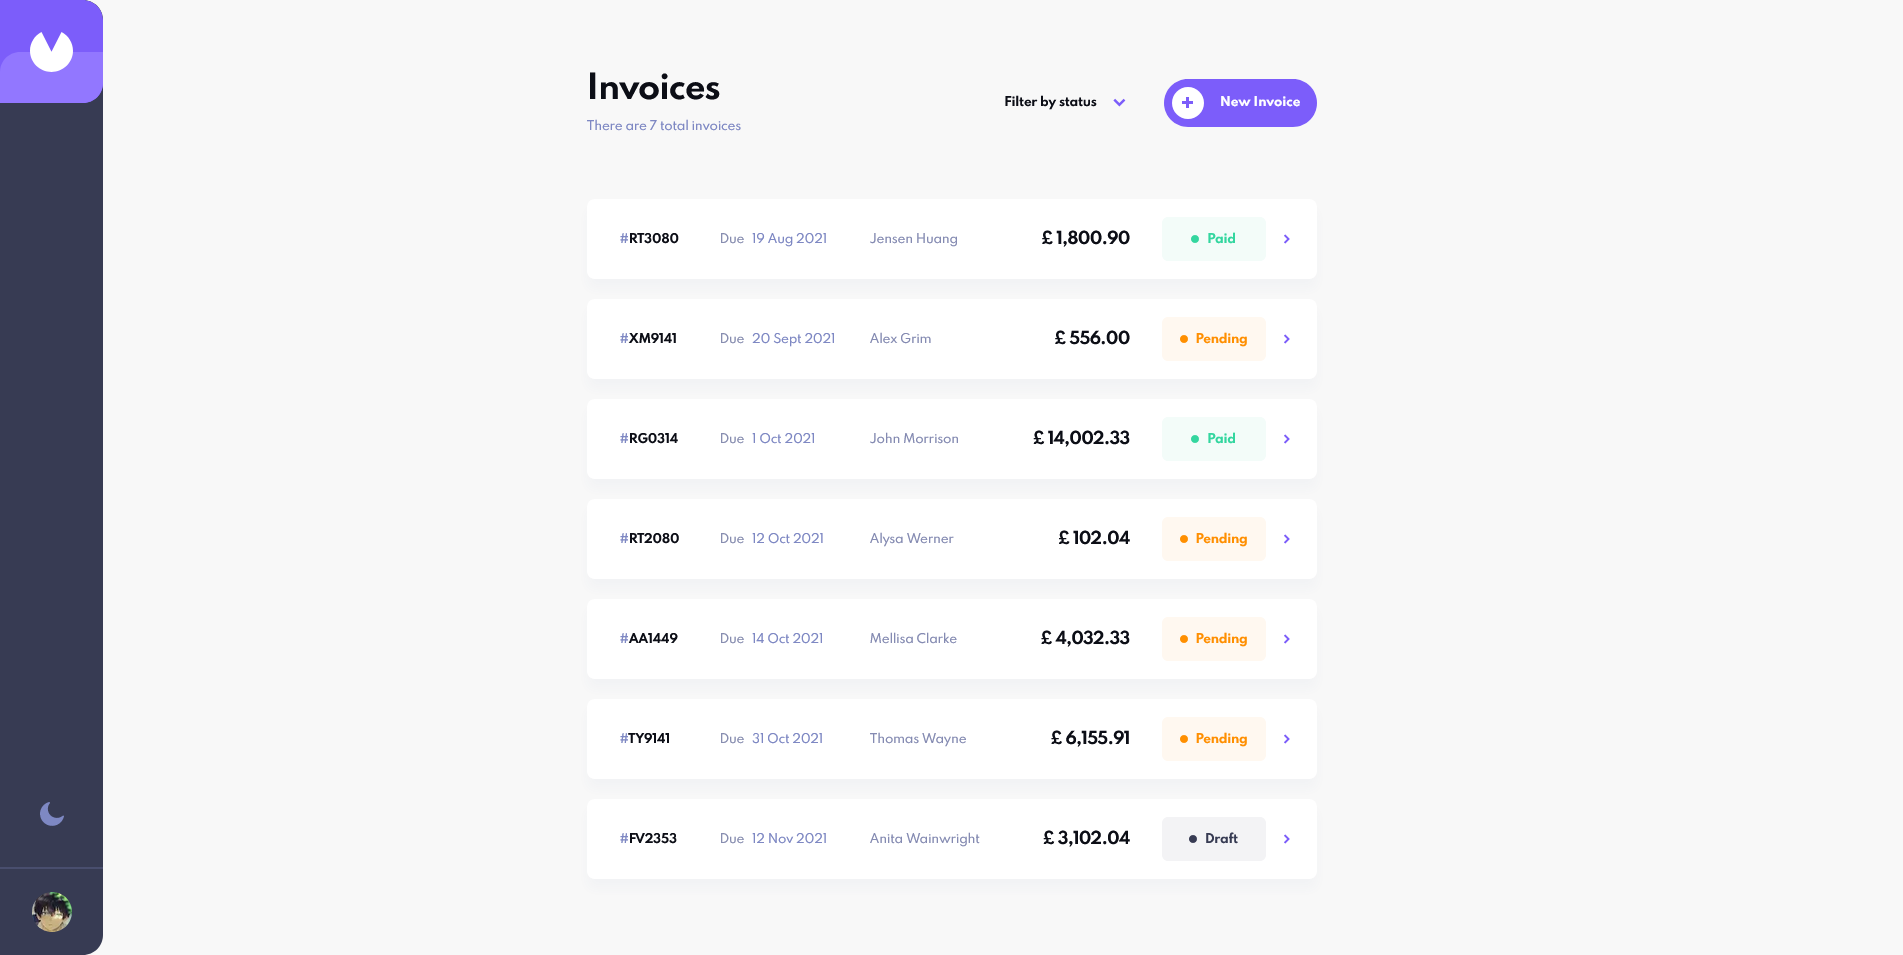 Invoices
There are 7 total invoices
Filter by status
New Invoice
#RT3080 Due 19 Aug 2021 Jensen Huang £ 1,800.90 Paid
#XM9141 Due 20 Sept 2021 Alex Grim £ 556.00 Pending
#RG0314 Due 1 Oct 2021 John Morrison £ 14,002.33 Paid
#RT2080 Due 12 Oct 2021 Alysa Werner £ 102.04 Pending
#AA1449 Due 14 Oct 2021 Mellisa Clarke £ 4,032.33 Pending
#TY9141 Due 31 Oct 2021 Thomas Wayne £ 6,155.91 Pending
#FV2353 Due 12 Nov 2021 Anita Wainwright £ 3,102.04 Draft